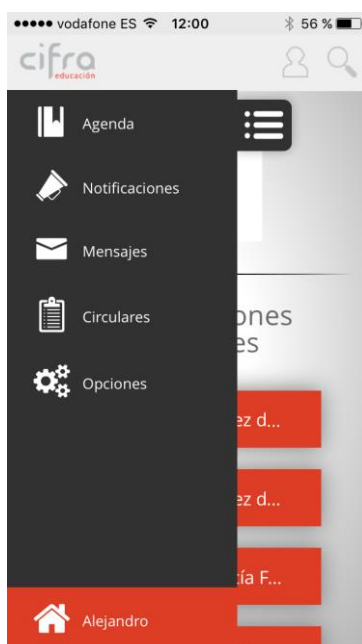 vodafone ES 12:00 56 %
cifra
educación
Agenda
Notificaciones
Mensajes
Circulares
ones
es
Opciones
ez d...
ez d...
ía F...
Alejandro